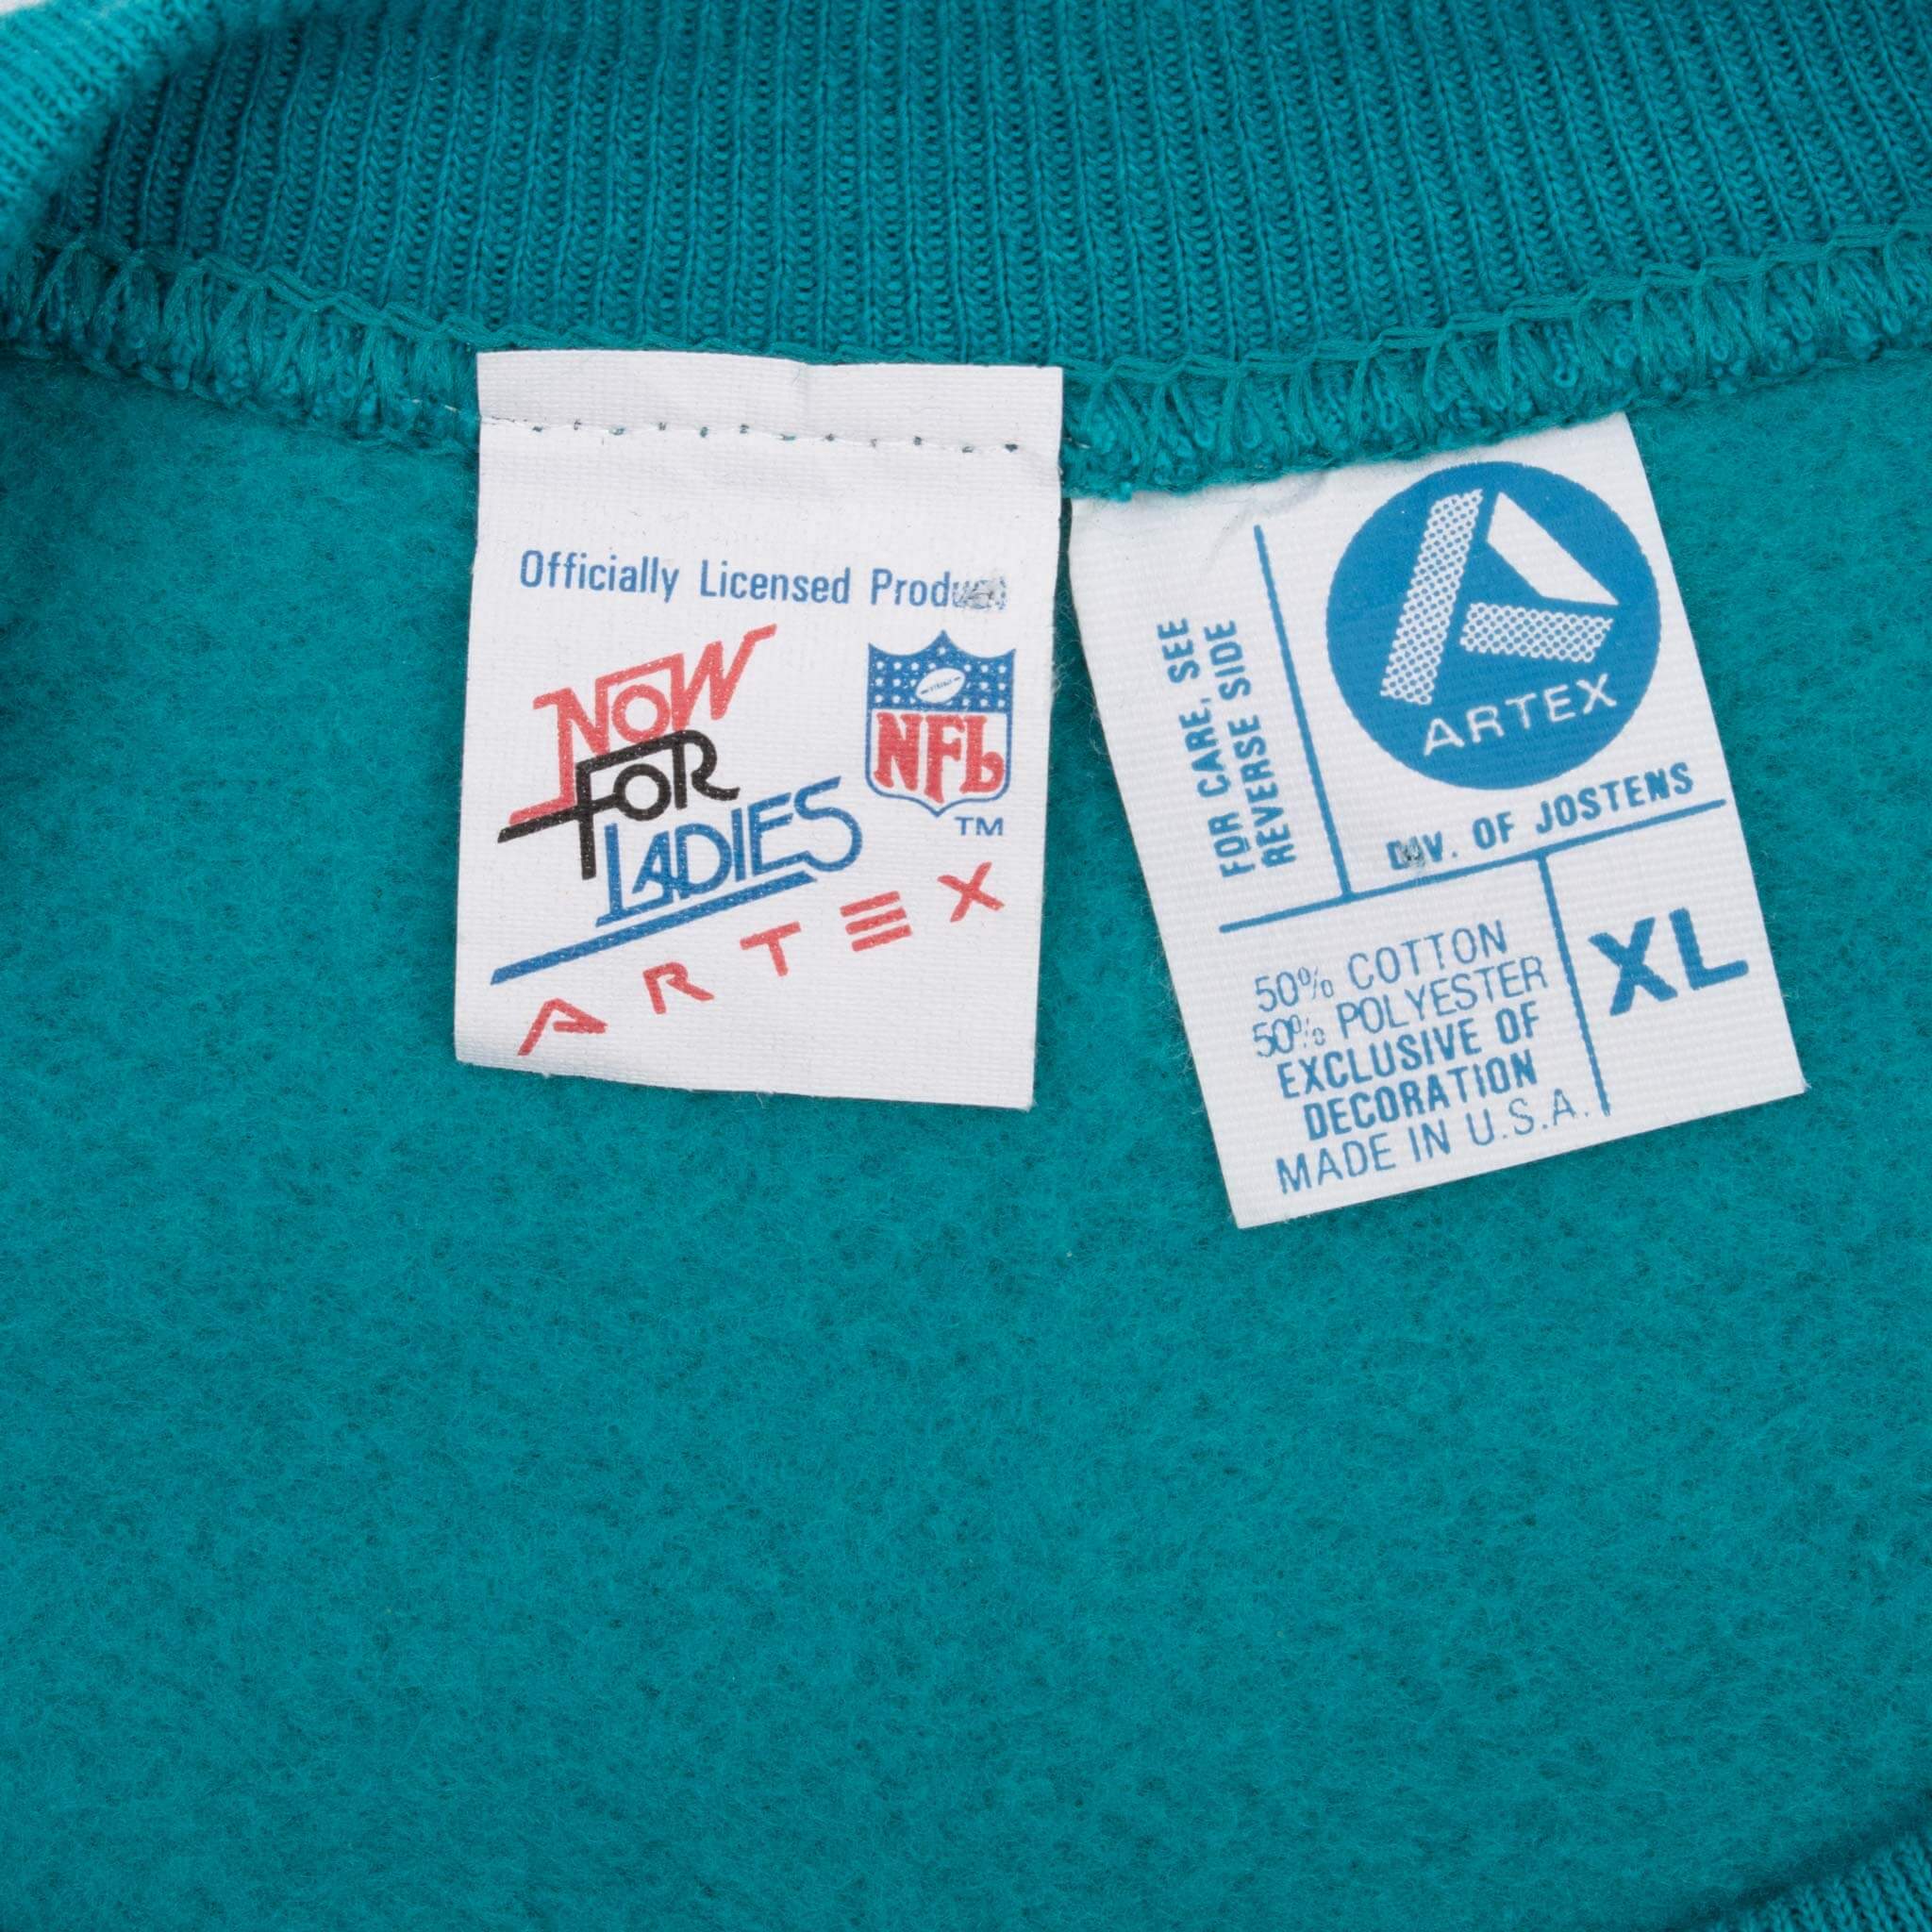 Officially Licensed Product
NOW
FOR
LADIES
NFL
TM
ARTEX
FOR CARE, SEE
REVERSE SIDE
ARTEX
DIV. OF JOSTENS
50% COTTON
50% POLYESTER
EXCLUSIVE OF
DECORATION
MADE IN U.S.A.
XL